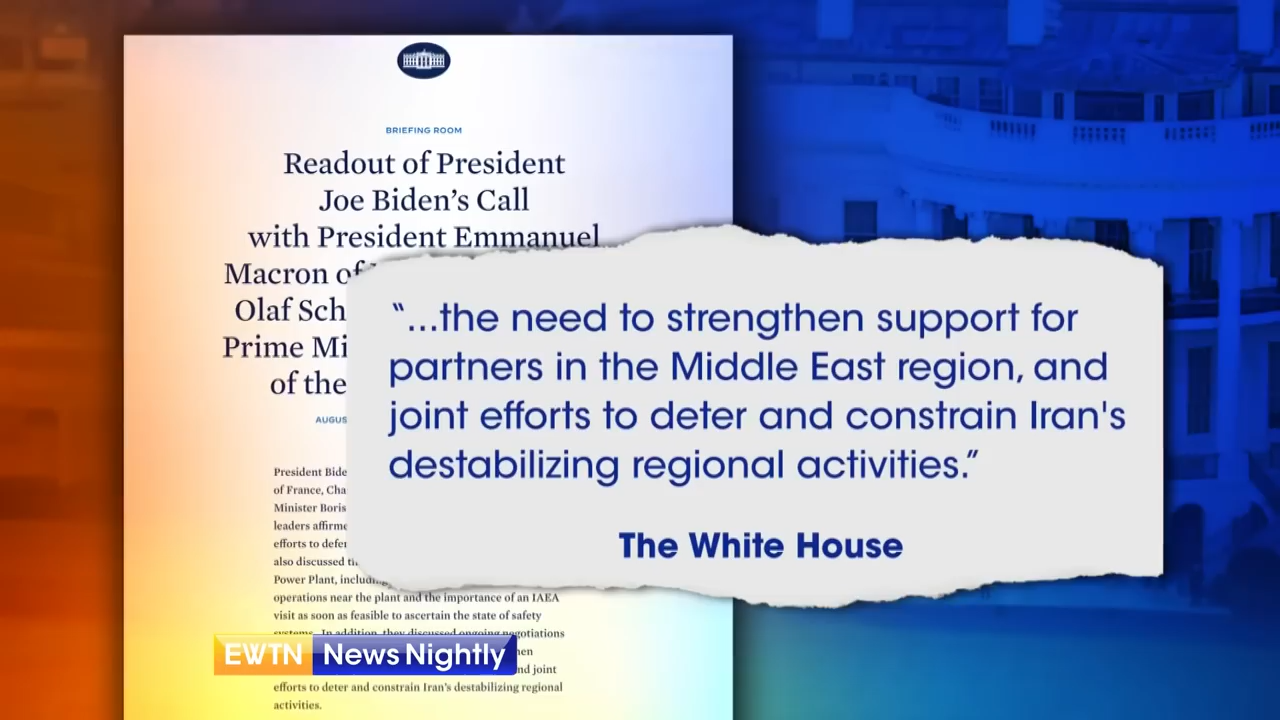 BRIEFING ROOM
Readout of President
Joe Biden's Call
with President Emmanuel
Macron of
Olaf Sch
Prime Mi
of the
AUGUS
"...the need to strengthen support for
partners in the Middle East region, and
joint efforts to deter and constrain Iran's
destabilizing regional activities."
The White House
President Bide
of France, Cha
Minister Boris
leaders affirme
efforts to defer
also discussed th
Power Plant, including
operations near the plant and the importance of an IAEA
visit as soon as feasible to ascertain the state of safety
systems. In addition, they discussed ongoing negotiations
nd joint
efforts to deter and constrain Iran's destabilizing regional
activities.
EWTN News Nightly